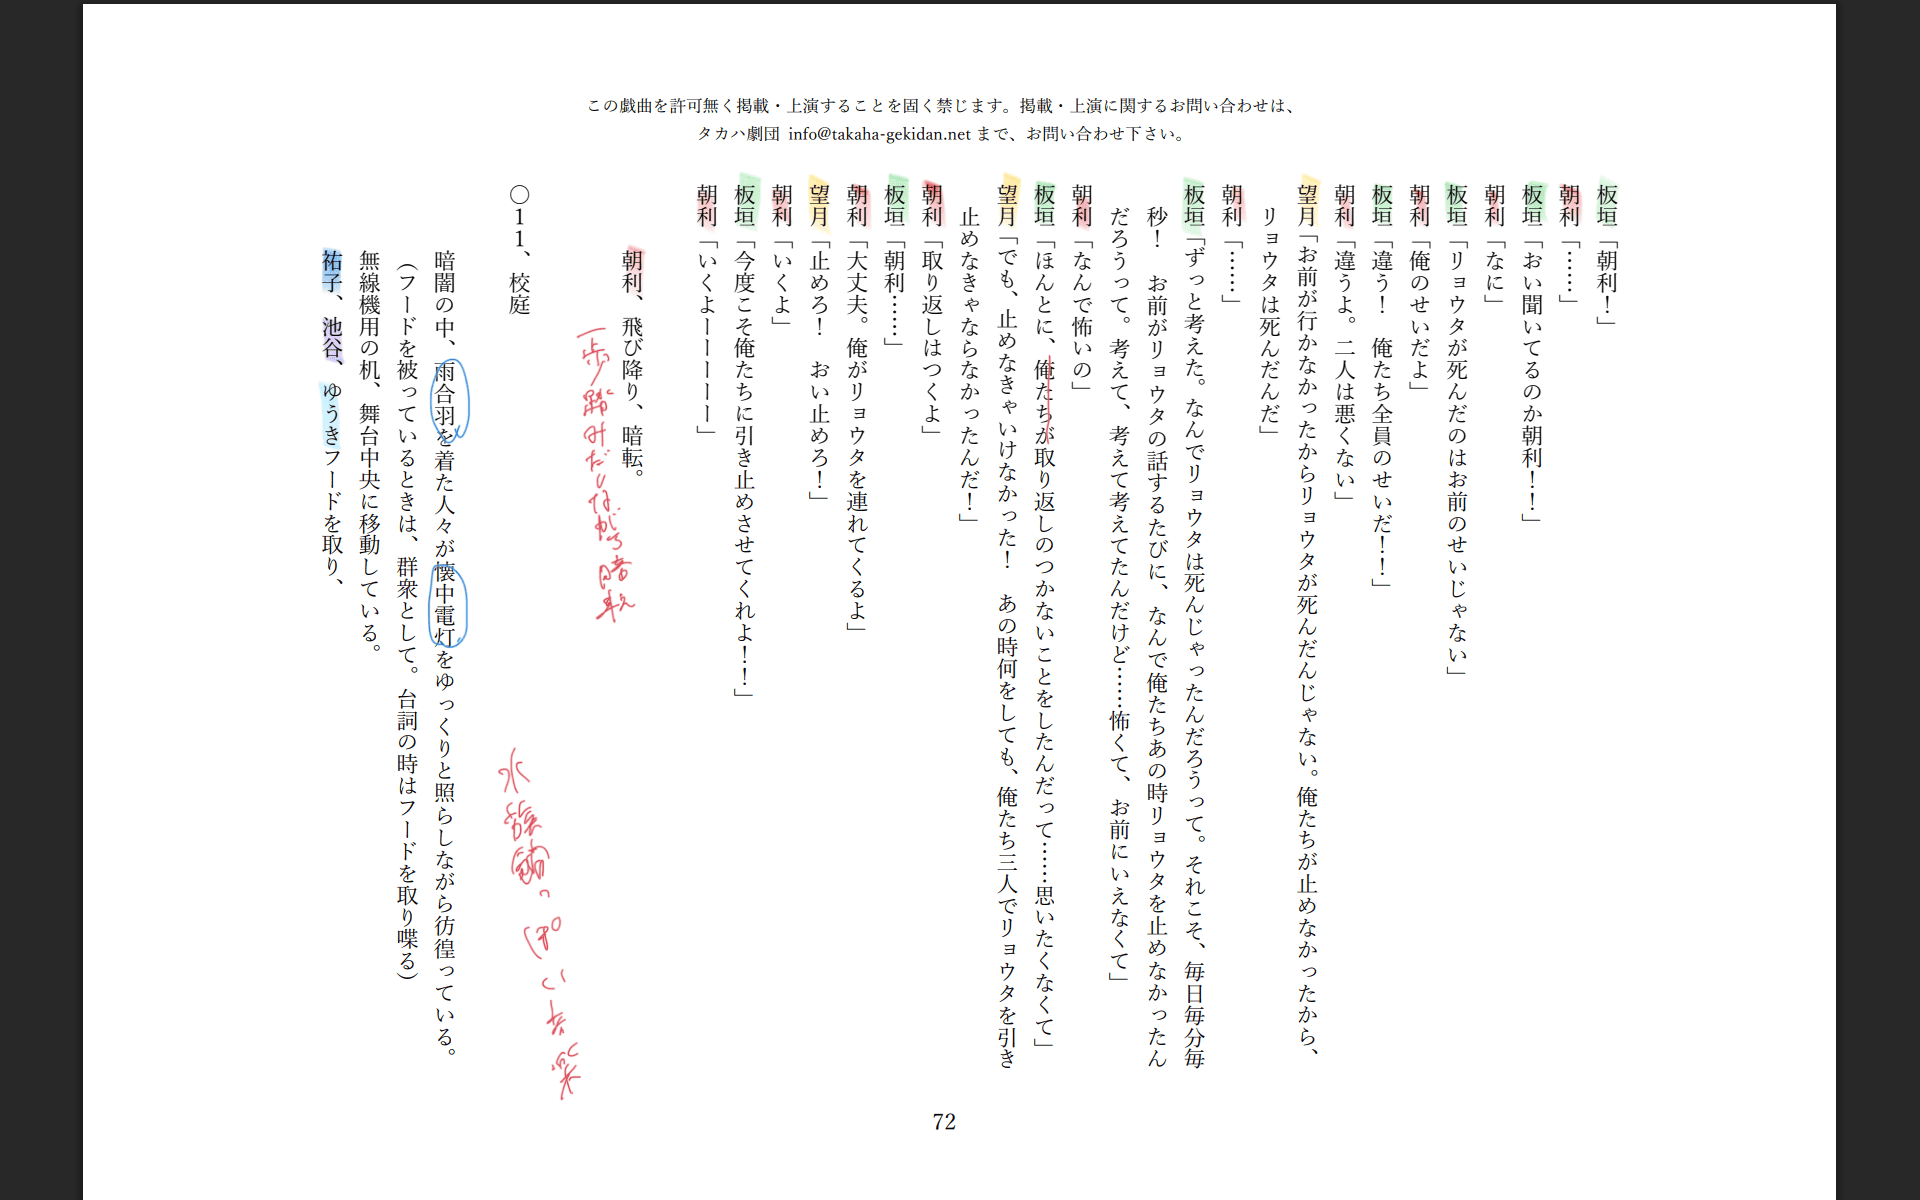 この戯曲を許可無く掲載・上演することを固く禁じます。掲載・上演に関するお問い合わせは、
タカハ劇団 info@takaha-gekidan.net まで、お問い合わせ下さい。
板垣「朝利！」
朝利「……」
板垣「おい聞いてるのか朝利！！」
朝利「なに」
板垣「リョウタが死んだのはお前のせいじゃない」
朝利「俺のせいだよ」
板垣「違う！　俺たち全員のせいだ！！」
朝利「違うよ。二人は悪くない」
望月「お前が行かなかったからリョウタが死んだんじゃない。俺たちが止めなかったから、
リョウタは死んだんだ」
朝利「……」
板垣「ずっと考えた。なんでリョウタは死んじゃったんだろうって。それこそ、毎日毎分毎
秒！　お前がリョウタの話するたびに、なんで俺たちあの時リョウタを止めなかったん
だろうって。考えて、考えて考えてたんだけど……怖くて、お前にいえなくて」
朝利「なんで怖いの」
板垣「ほんとに、俺たちが取り返しのつかないことをしたんだって……思いたくなくて」
望月「でも、止めなきゃいけなかった！　あの時何をしても、俺たち三人でリョウタを引き
止めなきゃならなかったんだ！」
朝利「取り返しはつくよ」
板垣「朝利……」
朝利「大丈夫。俺がリョウタを連れてくるよ」
望月「止めろ！　おい止めろ！」
朝利「いくよ」
板垣「今度こそ俺たちに引き止めさせてくれよ！！」
朝利「いくよーーーーー」
朝利、飛び降り、暗転。
一歩踏みだしながら暗転
〇１１、校庭
水族館っぽい音楽
暗闇の中、雨合羽を着た人々が懐中電灯をゆっくりと照らしながら彷徨っている。
（フードを被っているときは、群衆として。台詞の時はフードを取り喋る）
無線機用の机、舞台中央に移動している。
祐子、池谷、ゆうきフードを取り、
72